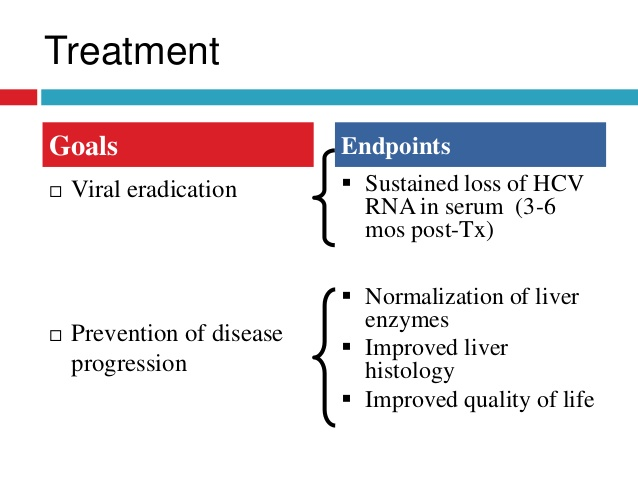 Treatment
Goals
Viral eradication
Prevention of disease
progression
Endpoints
Sustained loss of HCV
RNA in serum (3-6
mos post-Tx)
Normalization of liver
enzymes
Improved liver
histology
Improved quality of life